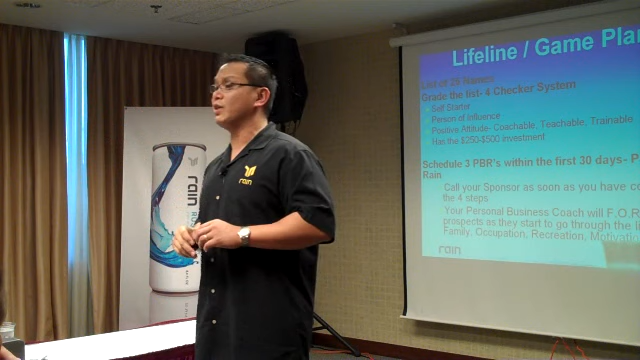 Lifeline / Game Plan
List of 25 Names
Grade the list- 4 Checker System
Self Starter
Person of Influence
Positive Attitude- Coachable, Teachable, Trainable
Has the $250-$500 investment
Schedule 3 PBR's within the first 30 days- P
Rain
Call your Sponsor as soon as you have co
the 4 steps
Your Personal Business Coach will F.O.R
prospects as they start to go through the li
Family, Occupation, Recreation, Motivatio
rain
rain
rain